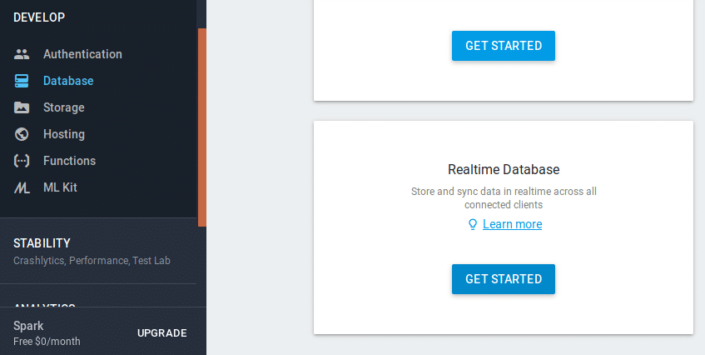 DEVELOP
Authentication
Database
Storage
Hosting
Functions
ML Kit
STABILITY
Crashlytics, Performance, Test Lab
ANALYTICS
Spark
Free $0/month
UPGRADE
GET STARTED
Realtime Database
Store and sync data in realtime across all
connected clients
Learn more
GET STARTED